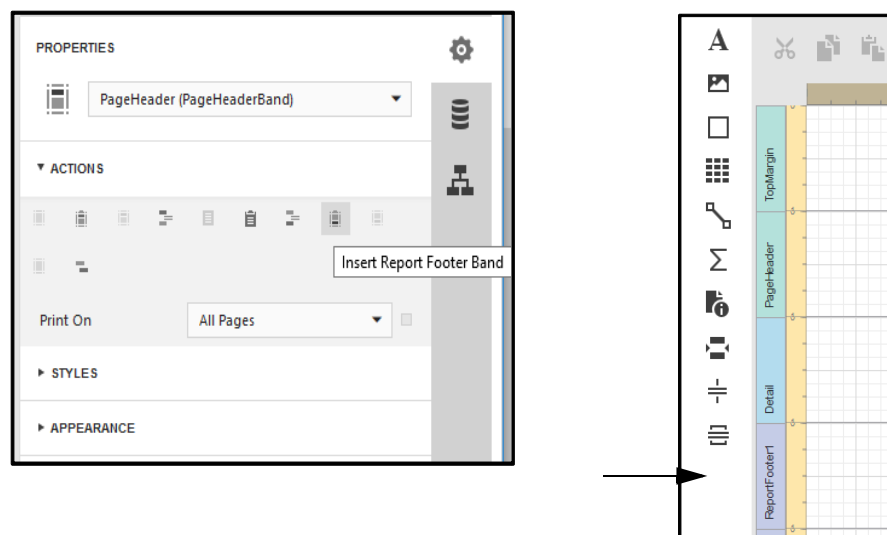 PROPERTIES
PageHeader (PageHeaderBand)
ACTIONS
Insert Report Footer Band
Print On
All Pages
STYLES
APPEARANCE
A
TopMargin
PageHeader
Detail
ReportFooter1